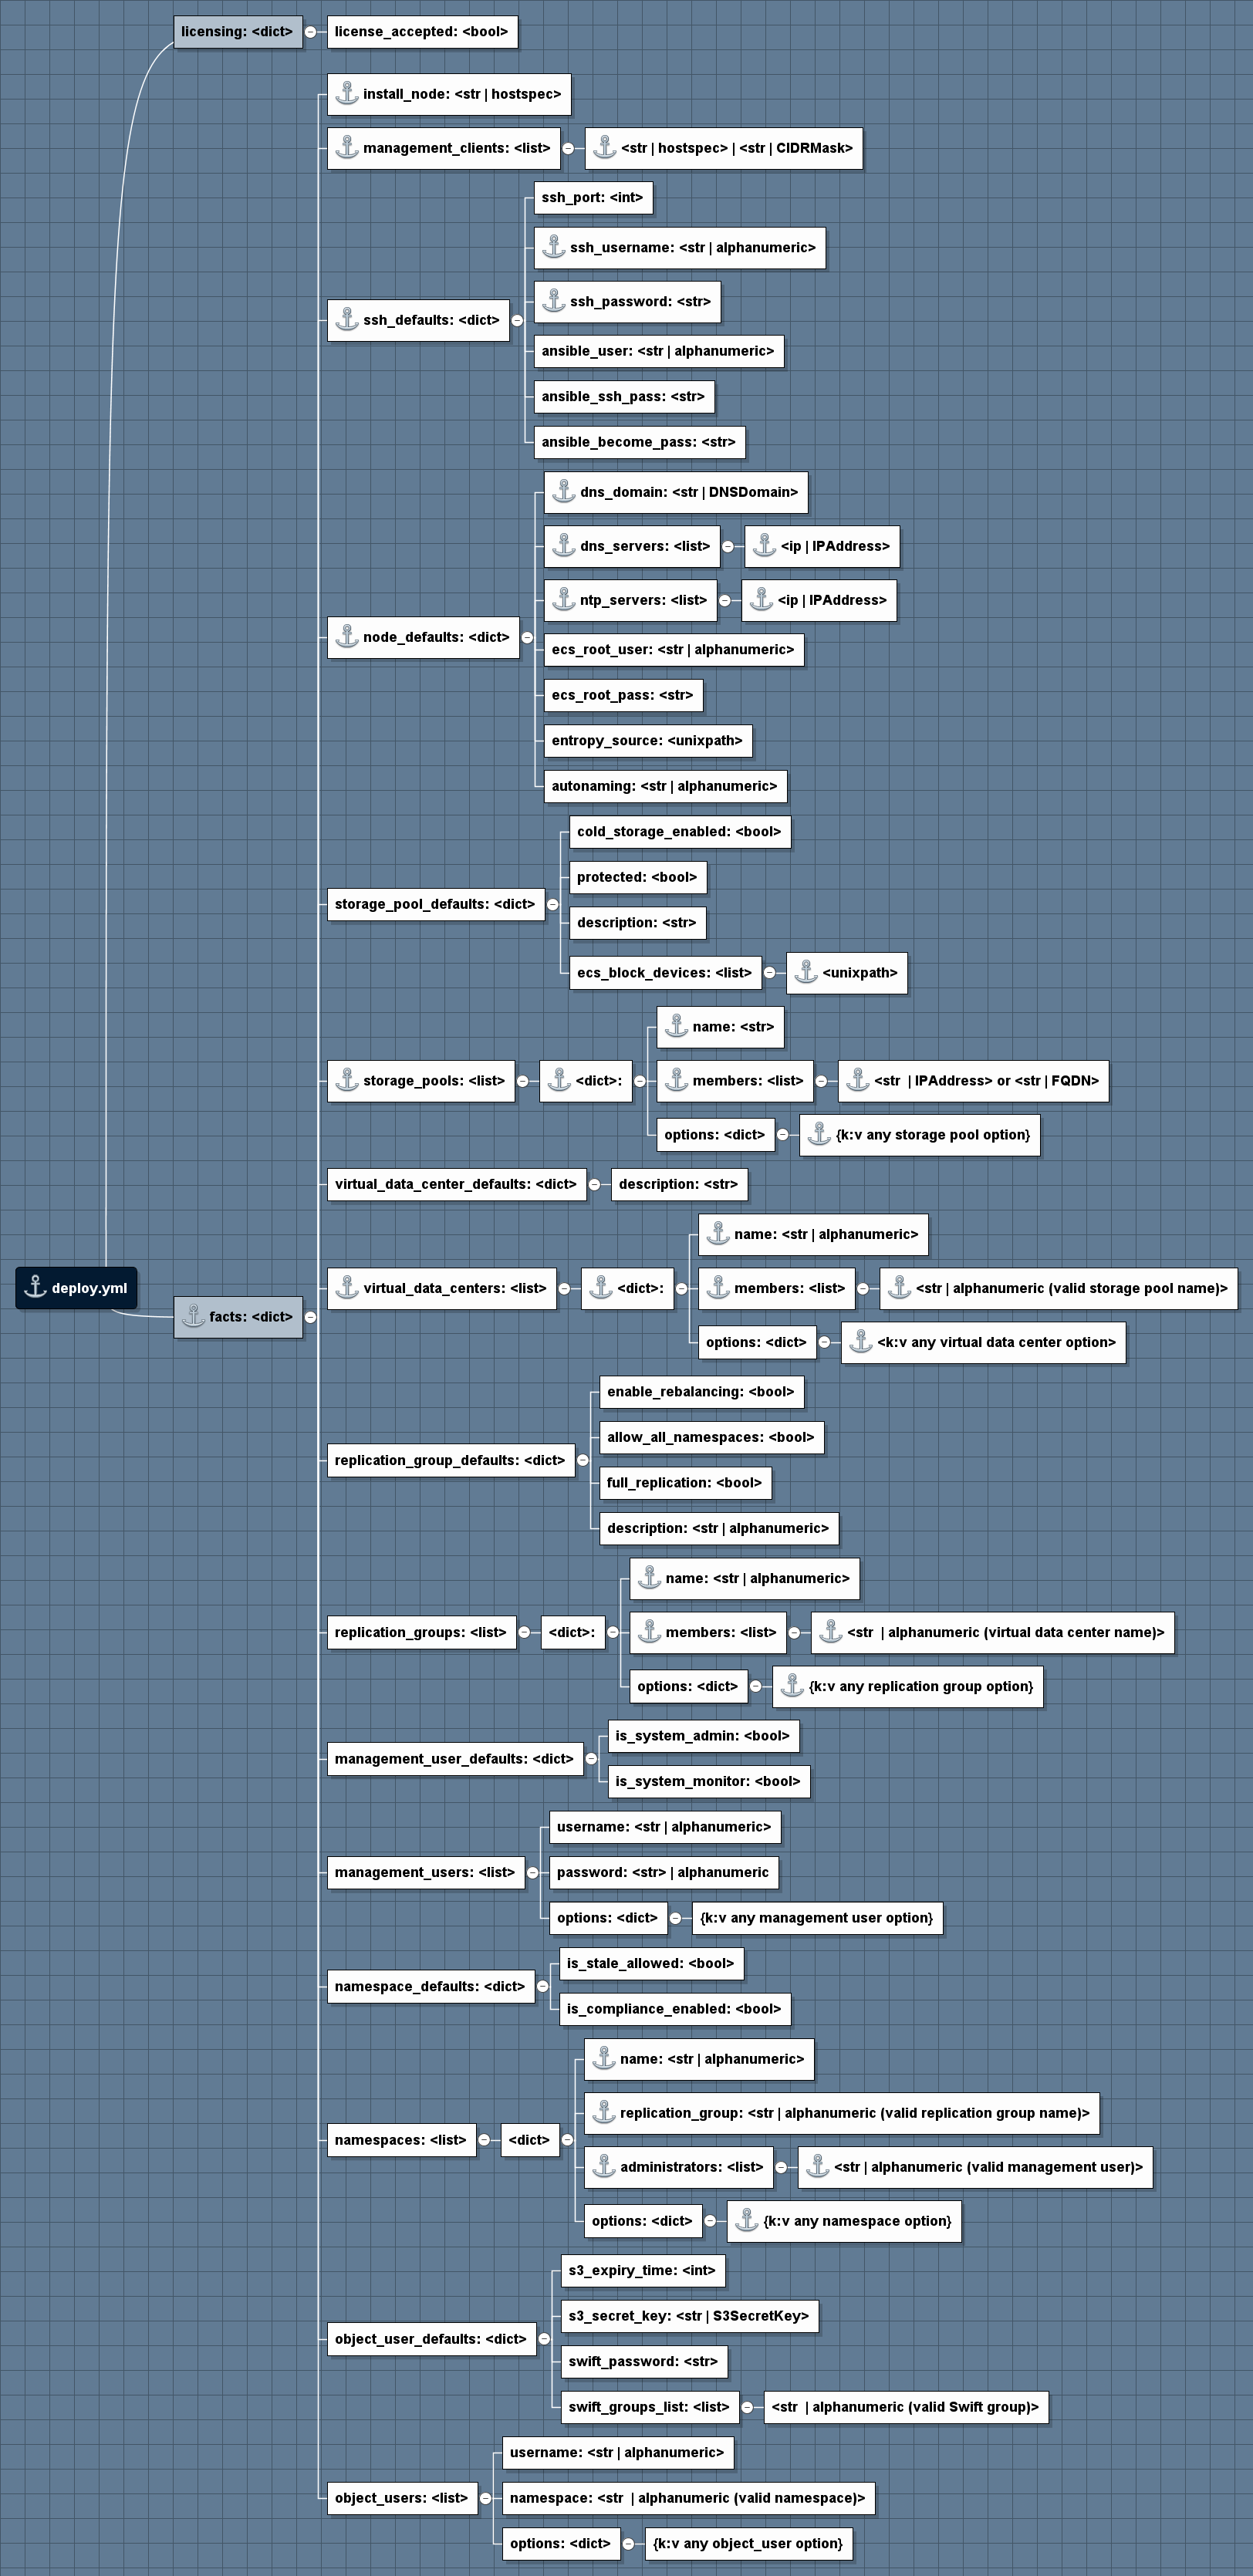 licensing: <dict>
license_accepted: <bool>
install_node: <str | hostspec>
management_clients: <list>
<str | hostspec> | <str | CIDRMask>
ssh_port: <int>
ssh_username: <str | alphanumeric>
ssh_password: <str>
ssh_defaults: <dict>
ansible_user: <str | alphanumeric>
ansible_ssh_pass: <str>
ansible_become_pass: <str>
dns_domain: <str | DNSDomain>
dns_servers: <list>
<ip | IPAddress>
ntp_servers: <list>
<ip | IPAddress>
node_defaults: <dict>
ecs_root_user: <str | alphanumeric>
ecs_root_pass: <str>
entropy_source: <unixpath>
autonaming: <str | alphanumeric>
cold_storage_enabled: <bool>
protected: <bool>
storage_pool_defaults: <dict>
description: <str>
ecs_block_devices: <list>
<unixpath>
name: <str>
storage_pools: <list>
<dict>:
members: <list>
<str | IPAddress> or <str | FQDN>
options: <dict>
{k:v any storage pool option}
virtual_data_center_defaults: <dict>
description: <str>
name: <str | alphanumeric>
deploy.yml
virtual_data_centers: <list>
<dict>:
members: <list>
<str | alphanumeric (valid storage pool name)>
facts: <dict>
options: <dict>
<k:v any virtual data center option>
enable_rebalancing: <bool>
allow_all_namespaces: <bool>
replication_group_defaults: <dict>
full_replication: <bool>
description: <str | alphanumeric>
name: <str | alphanumeric>
replication_groups: <list>
<dict>:
members: <list>
<str | alphanumeric (virtual data center name)>
options: <dict>
{k:v any replication group option}
is_system_admin: <bool>
management_user_defaults: <dict>
is_system_monitor: <bool>
username: <str | alphanumeric>
management_users: <list>
password: <str> | alphanumeric
options: <dict>
{k:v any management user option}
is_stale_allowed: <bool>
namespace_defaults: <dict>
is_compliance_enabled: <bool>
name: <str | alphanumeric>
replication_group: <str | alphanumeric (valid replication group name)>
namespaces: <list>
<dict>
administrators: <list>
<str | alphanumeric (valid management user)>
options: <dict>
{k:v any namespace option}
s3_expiry_time: <int>
s3_secret_key: <str | S3SecretKey>
object_user_defaults: <dict>
swift_password: <str>
swift_groups_list: <list>
<str | alphanumeric (valid Swift group)>
username: <str | alphanumeric>
object_users: <list>
namespace: <str | alphanumeric (valid namespace)>
options: <dict>
{k:v any object_user option}